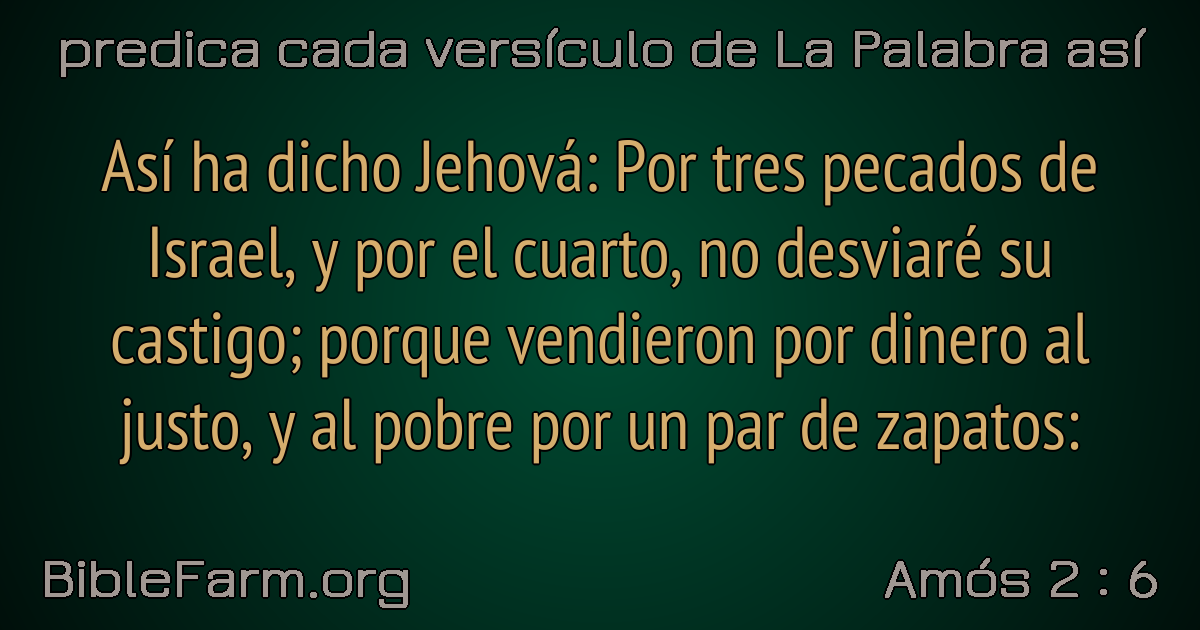 predica cada versículo de La Palabra así
Así ha dicho Jehová: Por tres pecados de
Israel, y por el cuarto, no desviaré su
castigo; porque vendieron por dinero al
justo, y al pobre por un par de zapatos:
BibleFarm.org
Amós 2 : 6